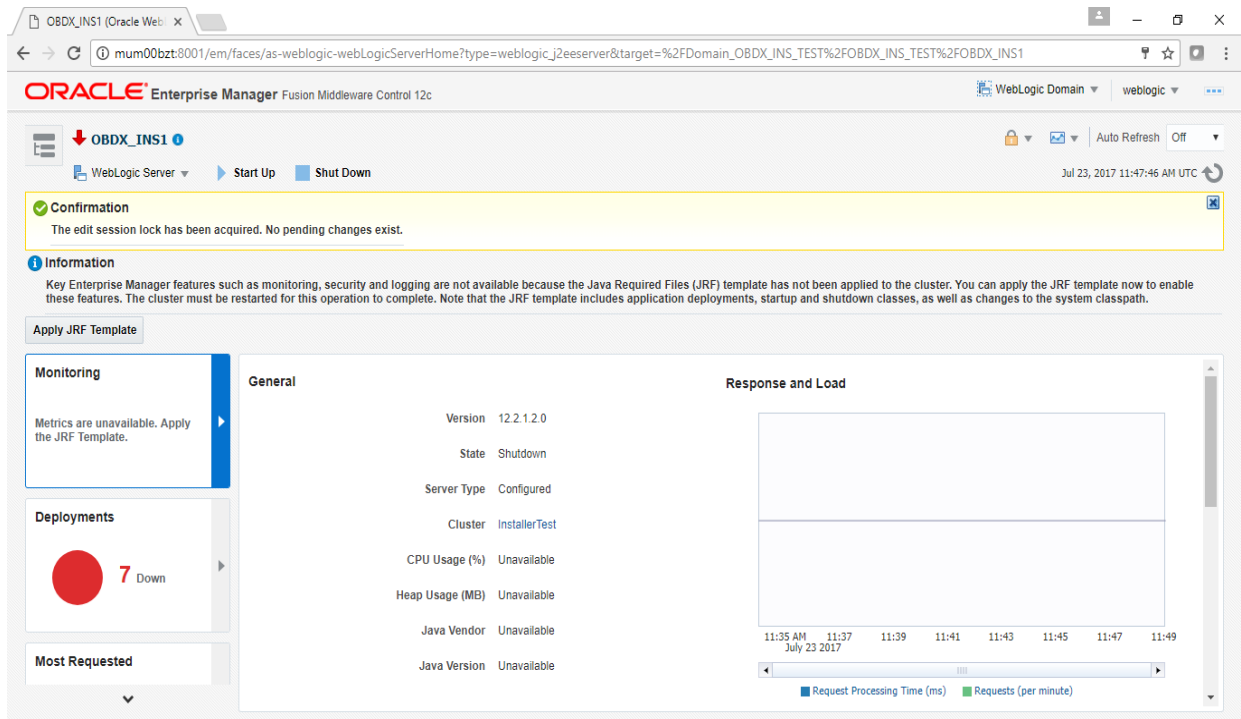 OBDX_INS1 (Oracle Web
mum00bzt:8001/em/faces/as-weblogic-webLogicServerHome?type=weblogic_j2eeserver&target=%2FDomain_OBDX_INS_TEST%2FOBDX_INS_TEST%2FOBDX_INS1
ORACLE Enterprise Manager Fusion Middleware Control 12c
WebLogic Domain
weblogic
OBDX_INS1
Auto Refresh Off
WebLogic Server
Start Up
Shut Down
Jul 23, 2017 11:47:46 AM UTC
Confirmation
The edit session lock has been acquired. No pending changes exist.
Information
Key Enterprise Manager features such as monitoring, security and logging are not available because the Java Required Files (JRF) template has not been applied to the cluster. You can apply the JRF template now to enable
these features. The cluster must be restarted for this operation to complete. Note that the JRF template includes application deployments, startup and shutdown classes, as well as changes to the system classpath.
Apply JRF Template
Monitoring
Metrics are unavailable. Apply
the JRF Template.
Deployments
7 Down
Most Requested
General
Version 12.2.1.2.0
State Shutdown
Server Type Configured
Cluster InstallerTest
CPU Usage (%) Unavailable
Heap Usage (MB) Unavailable
Java Vendor Unavailable
Java Version Unavailable
Response and Load
11:35 AM 11:37 11:39 11:41 11:43 11:45 11:47 11:49
July 23 2017
Request Processing Time (ms) Requests (per minute)